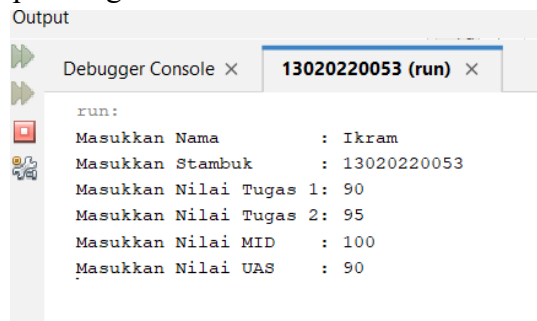 Output
Debugger Console × 13020220053 (run) ×
run:
Masukkan Nama : Ikram
Masukkan Stambuk : 13020220053
Masukkan Nilai Tugas 1: 90
Masukkan Nilai Tugas 2: 95
Masukkan Nilai MID : 100
Masukkan Nilai UAS : 90